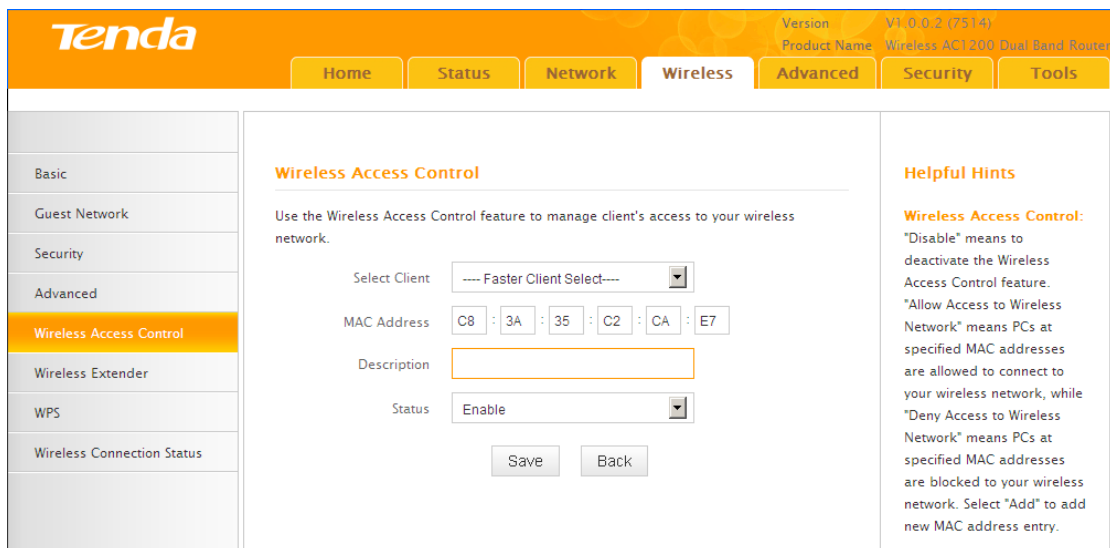 Tenda
Version V1.0.0.2 (7514)
Product Name Wireless AC1200 Dual Band Router
Home Status Network Wireless Advanced Security Tools
Basic
Guest Network
Security
Advanced
Wireless Access Control
Wireless Extender
WPS
Wireless Connection Status
Wireless Access Control
Use the Wireless Access Control feature to manage client's access to your wireless
network.
Select Client ---- Faster Client Select----
MAC Address C8 : 3A : 35 : C2 : CA : E7
Description
Status Enable
Save Back
Helpful Hints
Wireless Access Control:
"Disable" means to
deactivate the Wireless
Access Control feature.
"Allow Access to Wireless
Network" means PCs at
specified MAC addresses
are allowed to connect to
your wireless network, while
"Deny Access to Wireless
Network" means PCs at
specified MAC addresses
are blocked to your wireless
network. Select "Add" to add
new MAC address entry.